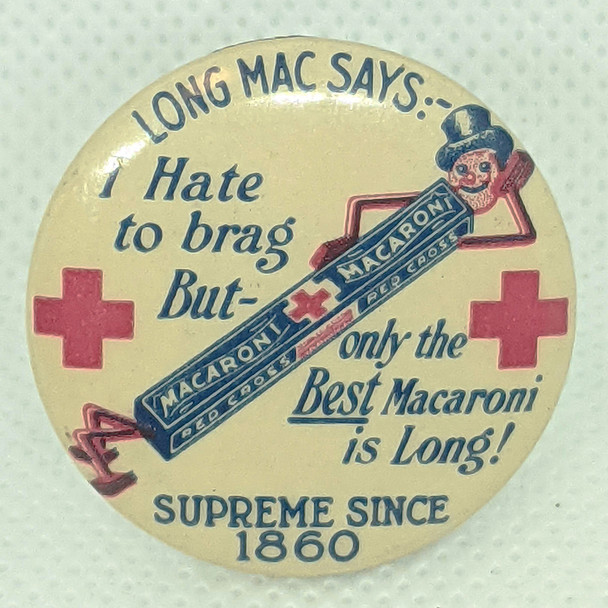 LONG MAC SAYS:-
I Hate
to brag
But-
MACARONI MACARONI
RED CROSS RED CROSS
only the
Best Macaroni
is Long!
SUPREME SINCE
1860